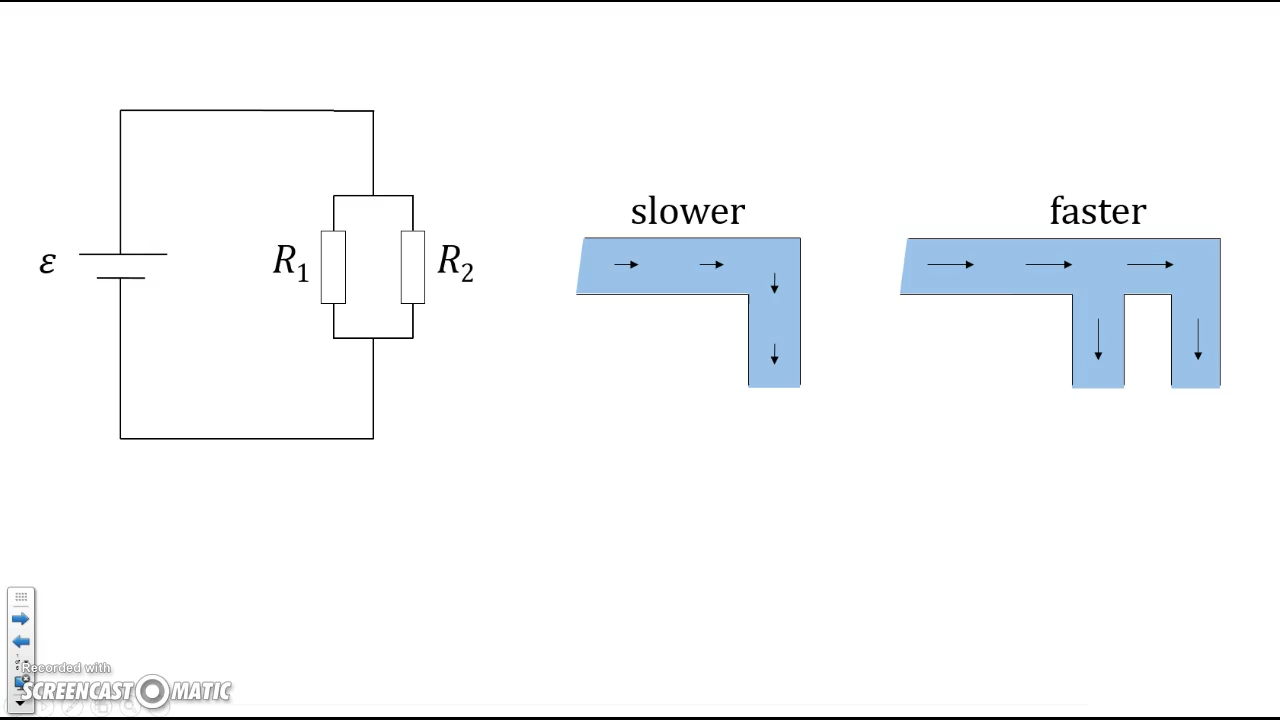 slower
faster
ε
R₁
R₂
Recorded with
SCREENCAST MATIC